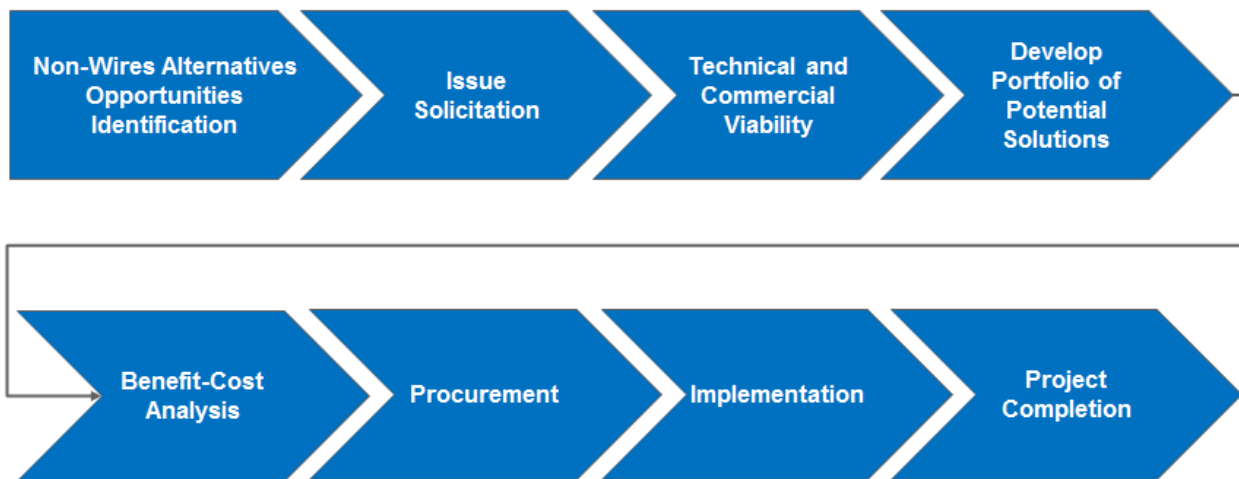 Non-Wires Alternatives
Opportunities
Identification
Issue
Solicitation
Technical and
Commercial
Viability
Develop
Portfolio of
Potential
Solutions
Benefit-Cost
Analysis
Procurement
Implementation
Project
Completion